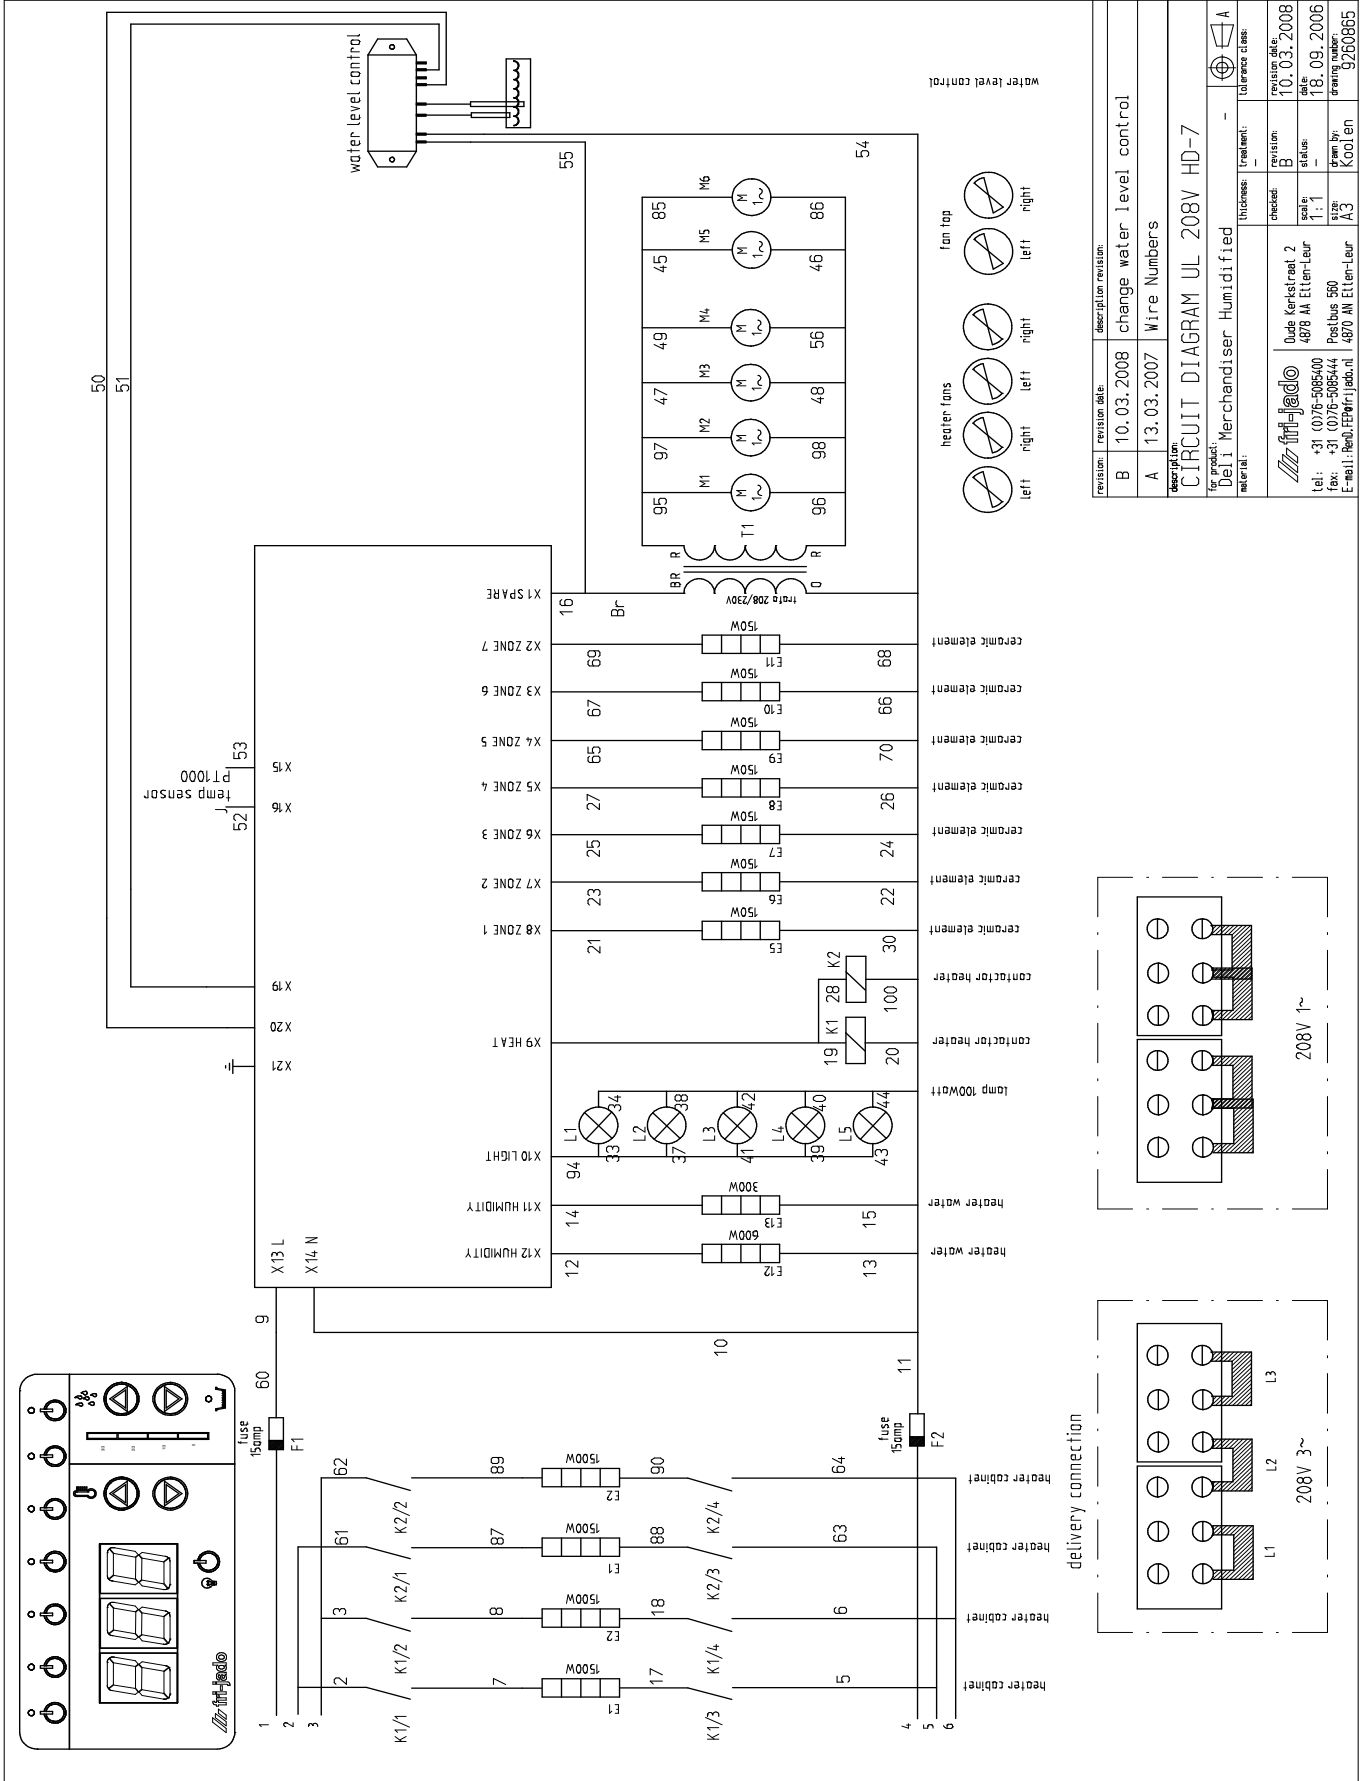 water level control
50
51
55
54
water level control
85
M6
M
1~
86
45
M5
M
1~
46
49
M4
M
1~
56
47
M3
M
1~
48
97
M2
M
1~
98
95
M1
M
1~
96
T1
R
R
BR
O
trafo 208/230V
fan top
right
left
heater fans
right
left
right
left
X1 SPARE
16
Br
X2 ZONE 7
69
150W
E11
68
ceramic element
X3 ZONE 6
67
150W
E10
66
ceramic element
X4 ZONE 5
65
150W
E9
70
ceramic element
X5 ZONE 4
27
150W
E8
26
ceramic element
X6 ZONE 3
25
150W
E7
24
ceramic element
X7 ZONE 2
23
150W
E6
22
ceramic element
X8 ZONE 1
21
150W
E5
30
ceramic element
K2
28
100
contactor heater
X9 HEAT
K1
19
20
contactor heater
X10 LIGHT
94
L1
33
34
L2
37
38
L3
41
42
L4
39
40
L5
43
44
lamp 100Watt
X11 HUMIDITY
14
300W
E13
15
heater water
X12 HUMIDITY
12
600W
E12
13
heater water
temp sensor
PT1000
53
52
X15
X16
X19
X20
X21
X13 L
X14 N
9
60
10
11
fuse
15amp
F1
fuse
15amp
F2
62
K2/2
89
1500W
E2
90
K2/4
64
heater cabinet
61
K2/1
87
1500W
E1
88
K2/3
63
heater cabinet
3
K1/2
8
1500W
E2
18
K1/4
6
heater cabinet
2
K1/1
7
1500W
E1
17
K1/3
5
heater cabinet
1
2
3
4
5
6
fri-jado
delivery connection
L1
L2
L3
208V 3~
208V 1~
revision:
revision date:
description revision:
B
10.03.2008
change water level control
A
13.03.2007
Wire Numbers
description:
CIRCUIT DIAGRAM UL 208V HD-7
for product:
Deli Merchandiser Humidified
-
A
material:
thickness:
treatment:
-
tolerance class:
fri-jado
Oude Kerkstraat 2
4878 AA Etten-Leur
tel: +31 (0)76-5085400
fax: +31 (0)76-5085444
Postbus 560
4870 AN Etten-Leur
checked:
revision:
B
revision date:
10.03.2008
scale:
1:1
status:
-
date:
18.09.2006
size:
A3
drawn by:
Koolen
drawing number:
9260865